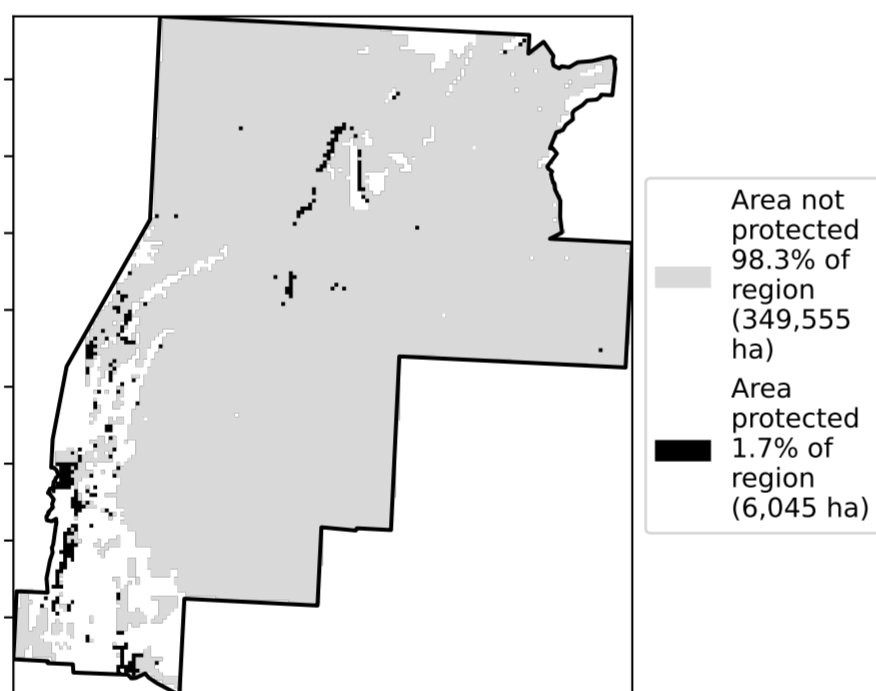 Area not
protected
98.3% of
region
(349,555
ha)
Area
protected
1.7% of
region
(6,045 ha)